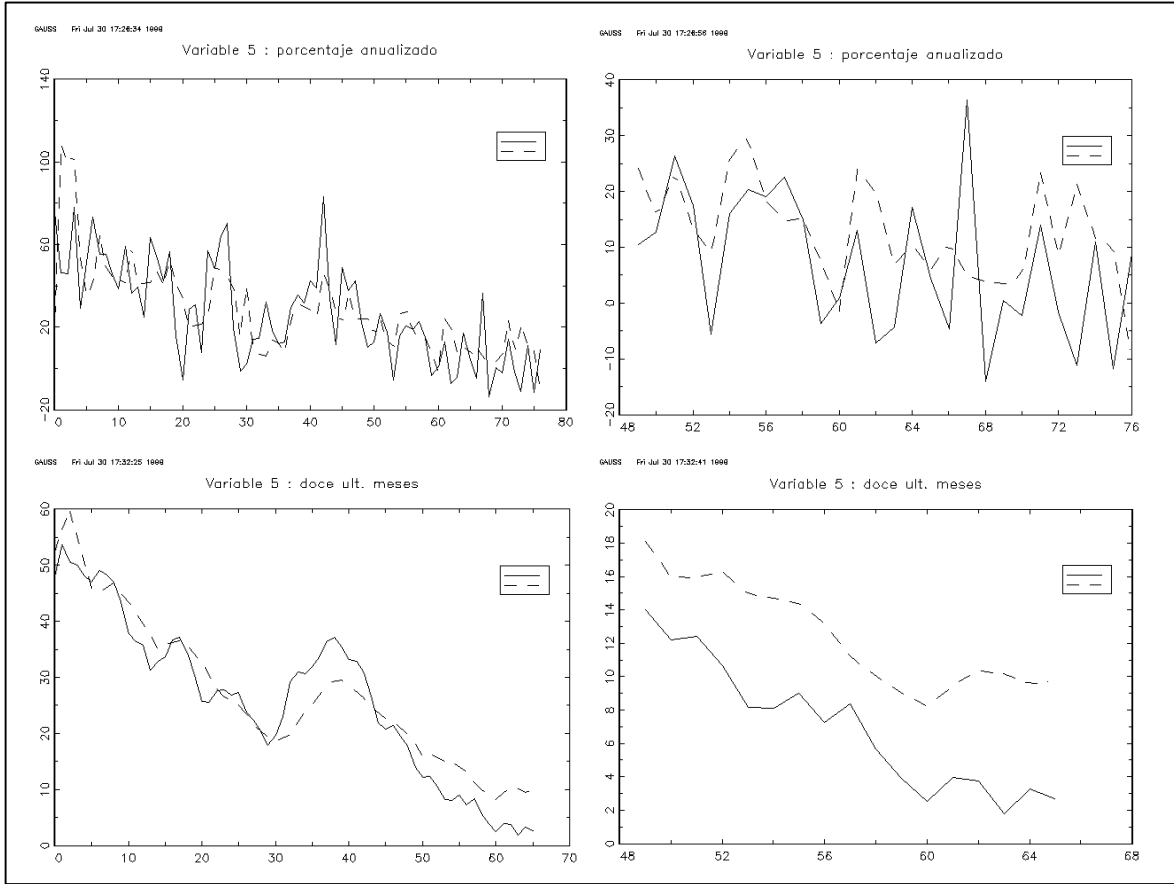 GAUSS Fri Jul 30 17:26:34 1999
Variable 5 : porcentaje anualizado
140
100
60
20
-20
0 10 20 30 40 50 60 70 80
GAUSS Fri Jul 30 17:26:56 1999
Variable 5 : porcentaje anualizado
40
30
20
10
0
-10
-20
48 52 56 60 64 68 72 76
GAUSS Fri Jul 30 17:32:25 1999
Variable 5 : doce ult. meses
60
50
40
30
20
10
0
0 10 20 30 40 50 60 70
GAUSS Fri Jul 30 17:32:41 1999
Variable 5 : doce ult. meses
20
18
16
14
12
10
8
6
4
2
0
48 52 56 60 64 68